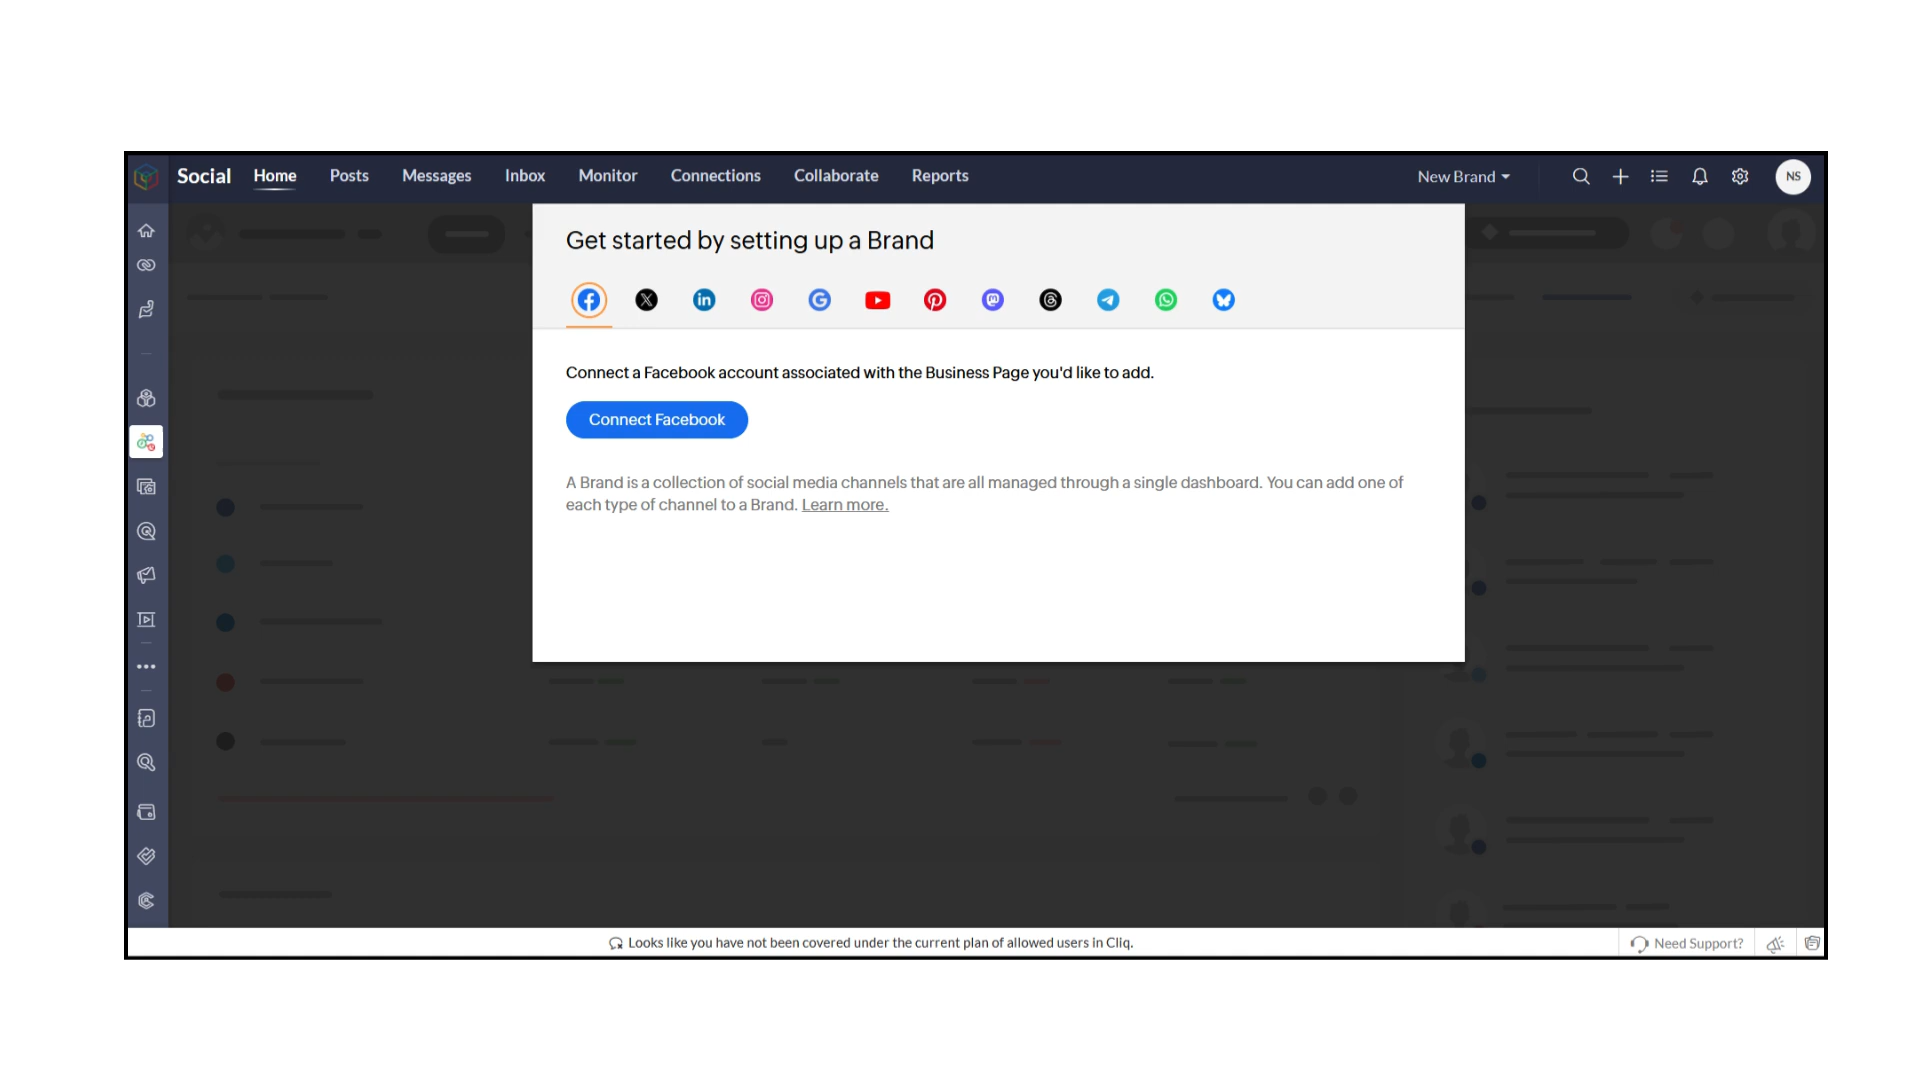 Social Home Posts Messages Inbox Monitor Connections Collaborate Reports New Brand NS
Get started by setting up a Brand
Connect a Facebook account associated with the Business Page you'd like to add.
Connect Facebook
A Brand is a collection of social media channels that are all managed through a single dashboard. You can add one of
each type of channel to a Brand. Learn more.
Looks like you have not been covered under the current plan of allowed users in Cliq. Need Support?